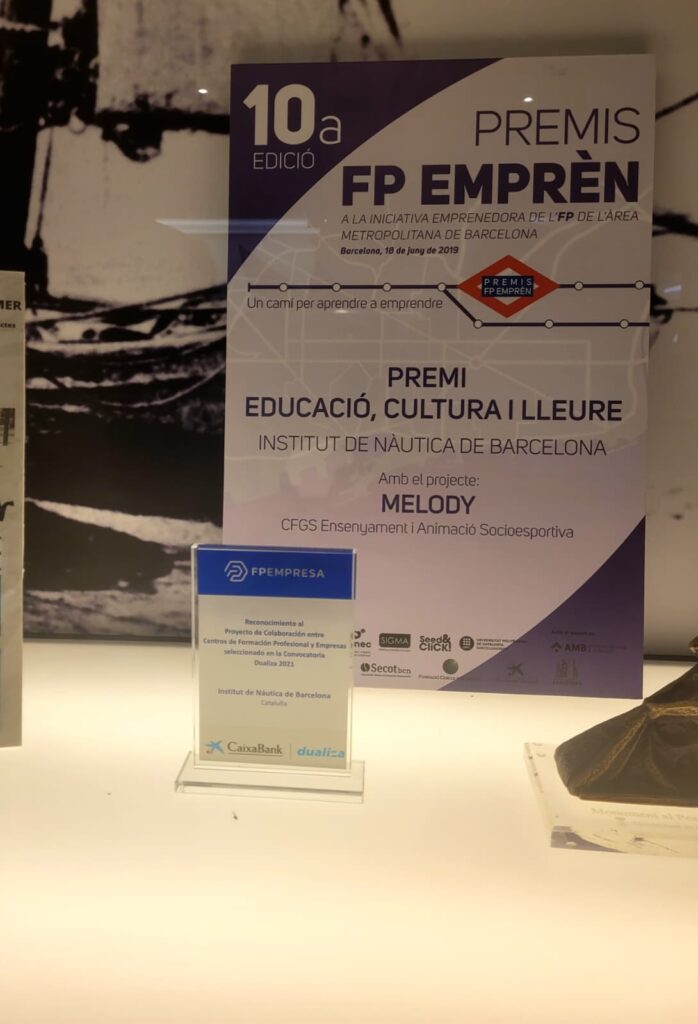 10a
EDICIÓ
PREMIS
FP EMPRÈN
A LA INICIATIVA EMPRENEDORA DE L'FP DE L'ÀREA
METROPOLITANA DE BARCELONA
Barcelona, 18 de juny de 2019
PREMIS
FP EMPRÈN
Un camí per aprendre a emprendre
PREMI
EDUCACIÓ, CULTURA I LLEURE
INSTITUT DE NÀUTICA DE BARCELONA
Amb el projecte:
MELODY
CFGS Ensenyament i Animació Socioesportiva
SIGMA
Seed&
CLiCK!
AMB
Secotbcn
FPEMPRESA
Reconocimiento al
Proyecto de Colaboración entre
Centros de Formación Profesional y Empresas
seleccionado en la Convocatoria
Dualiza 2021
Institut de Nàutica de Barcelona
Cataluña
CaixaBank
dualiza